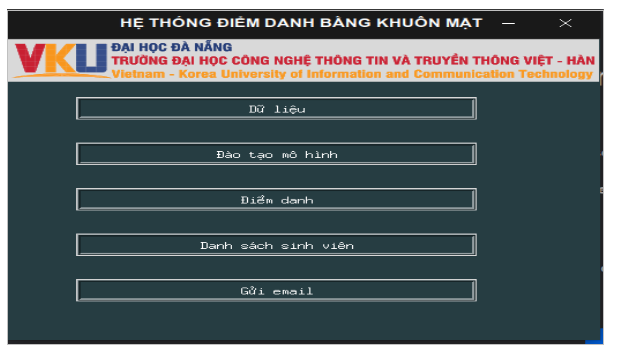 HỆ THỐNG ĐIỂM DANH BẰNG KHUÔN MẶT
VKU
ĐẠI HỌC ĐÀ NẴNG
TRƯỜNG ĐẠI HỌC CÔNG NGHỆ THÔNG TIN VÀ TRUYỀN THÔNG VIỆT - HÀN
Vietnam - Korea University of Information and Communication Technology
Dữ liệu
Đào tạo mô hình
Điểm danh
Danh sách sinh viên
Gửi email